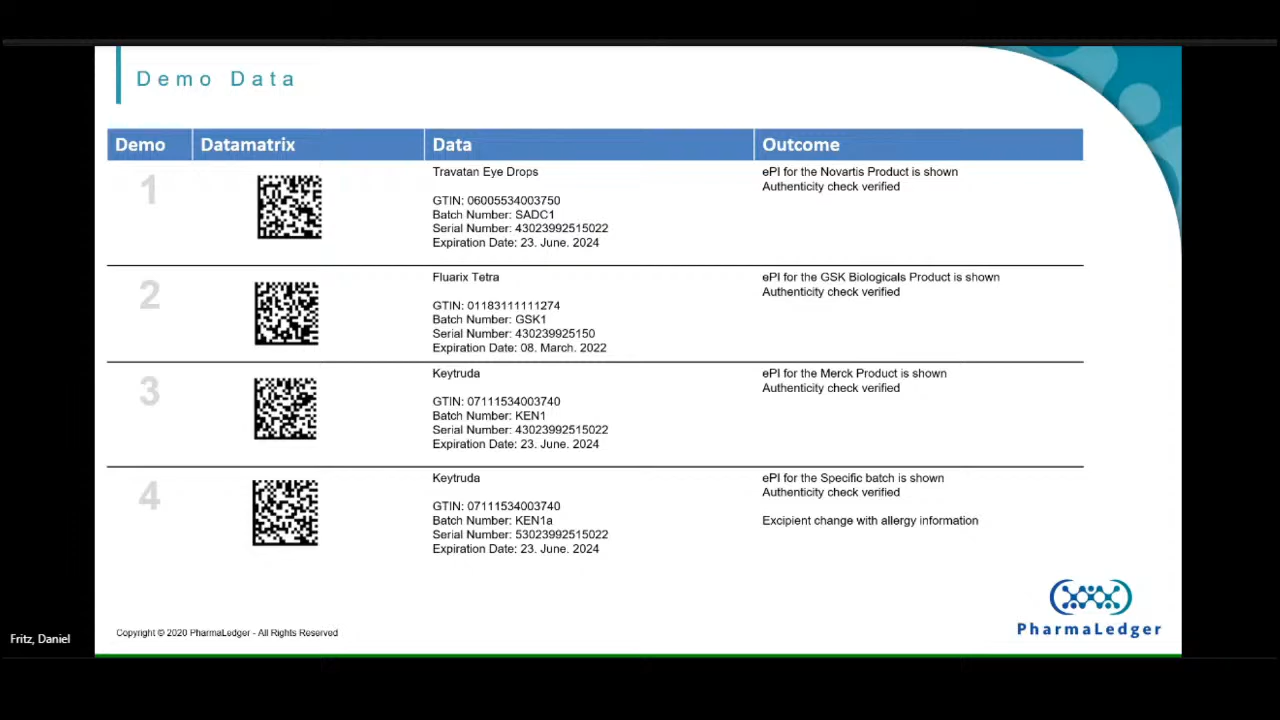 Demo Data
Demo Datamatrix Data Outcome
1
Travatan Eye Drops
GTIN: 06005534003750
Batch Number: SADC1
Serial Number: 43023992515022
Expiration Date: 23. June. 2024
ePI for the Novartis Product is shown
Authenticity check verified
2
Fluarix Tetra
GTIN: 01183111111274
Batch Number: GSK1
Serial Number: 430239925150
Expiration Date: 08. March. 2022
ePI for the GSK Biologicals Product is shown
Authenticity check verified
3
Keytruda
GTIN: 07111534003740
Batch Number: KEN1
Serial Number: 43023992515022
Expiration Date: 23. June. 2024
ePI for the Merck Product is shown
Authenticity check verified
4
Keytruda
GTIN: 07111534003740
Batch Number: KEN1a
Serial Number: 53023992515022
Expiration Date: 23. June. 2024
ePI for the Specific batch is shown
Authenticity check verified
Excipient change with allergy information
PharmaLedger
Copyright © 2020 PharmaLedger - All Rights Reserved
Fritz, Daniel